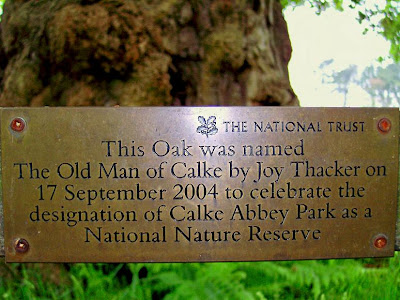 THE NATIONAL TRUST
This Oak was named
The Old Man of Calke by Joy Thacker on
17 September 2004 to celebrate the
designation of Calke Abbey Park as a
National Nature Reserve